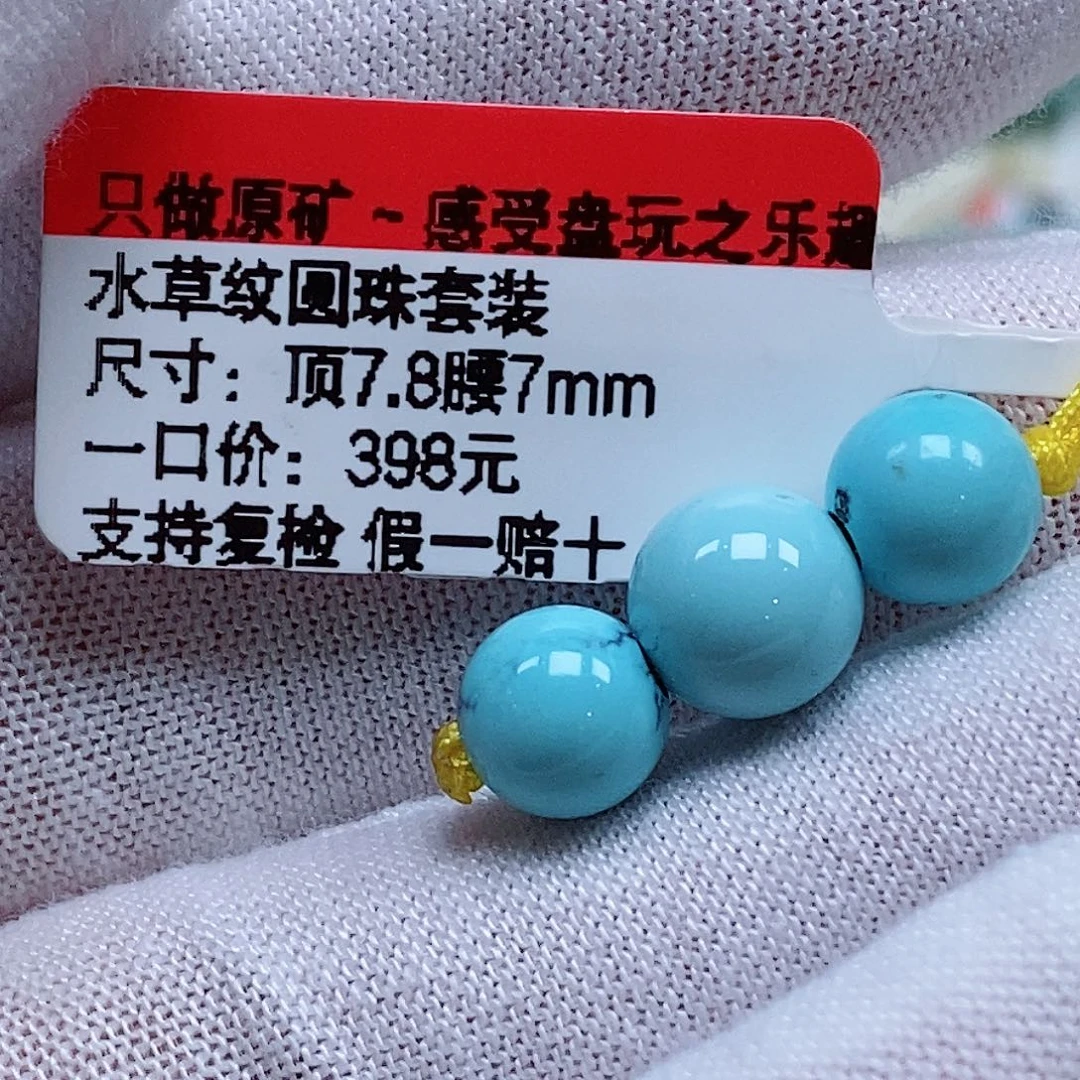 只做原矿~感受盘玩之乐超
水草纹圆珠套装
尺寸：顶7.8腰7mm
一口价：398元
支持复检 假一赔十